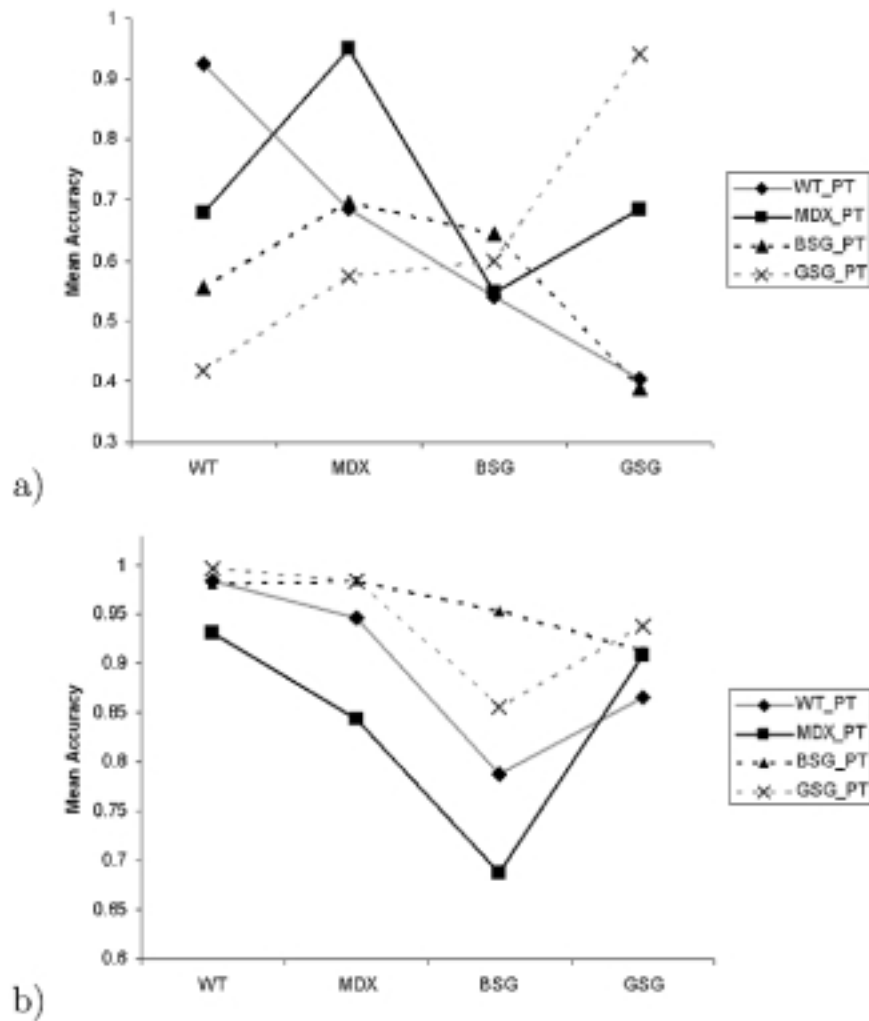 1
0.9
0.8
0.7
0.6
0.5
0.4
0.3
Mean Accuracy
WT MDX BSG GSG
WT_PT
MDX_PT
BSG_PT
GSG_PT
a)
1
0.95
0.9
0.85
0.8
0.75
0.7
0.65
0.6
Mean Accuracy
WT MDX BSG GSG
WT_PT
MDX_PT
BSG_PT
GSG_PT
b)